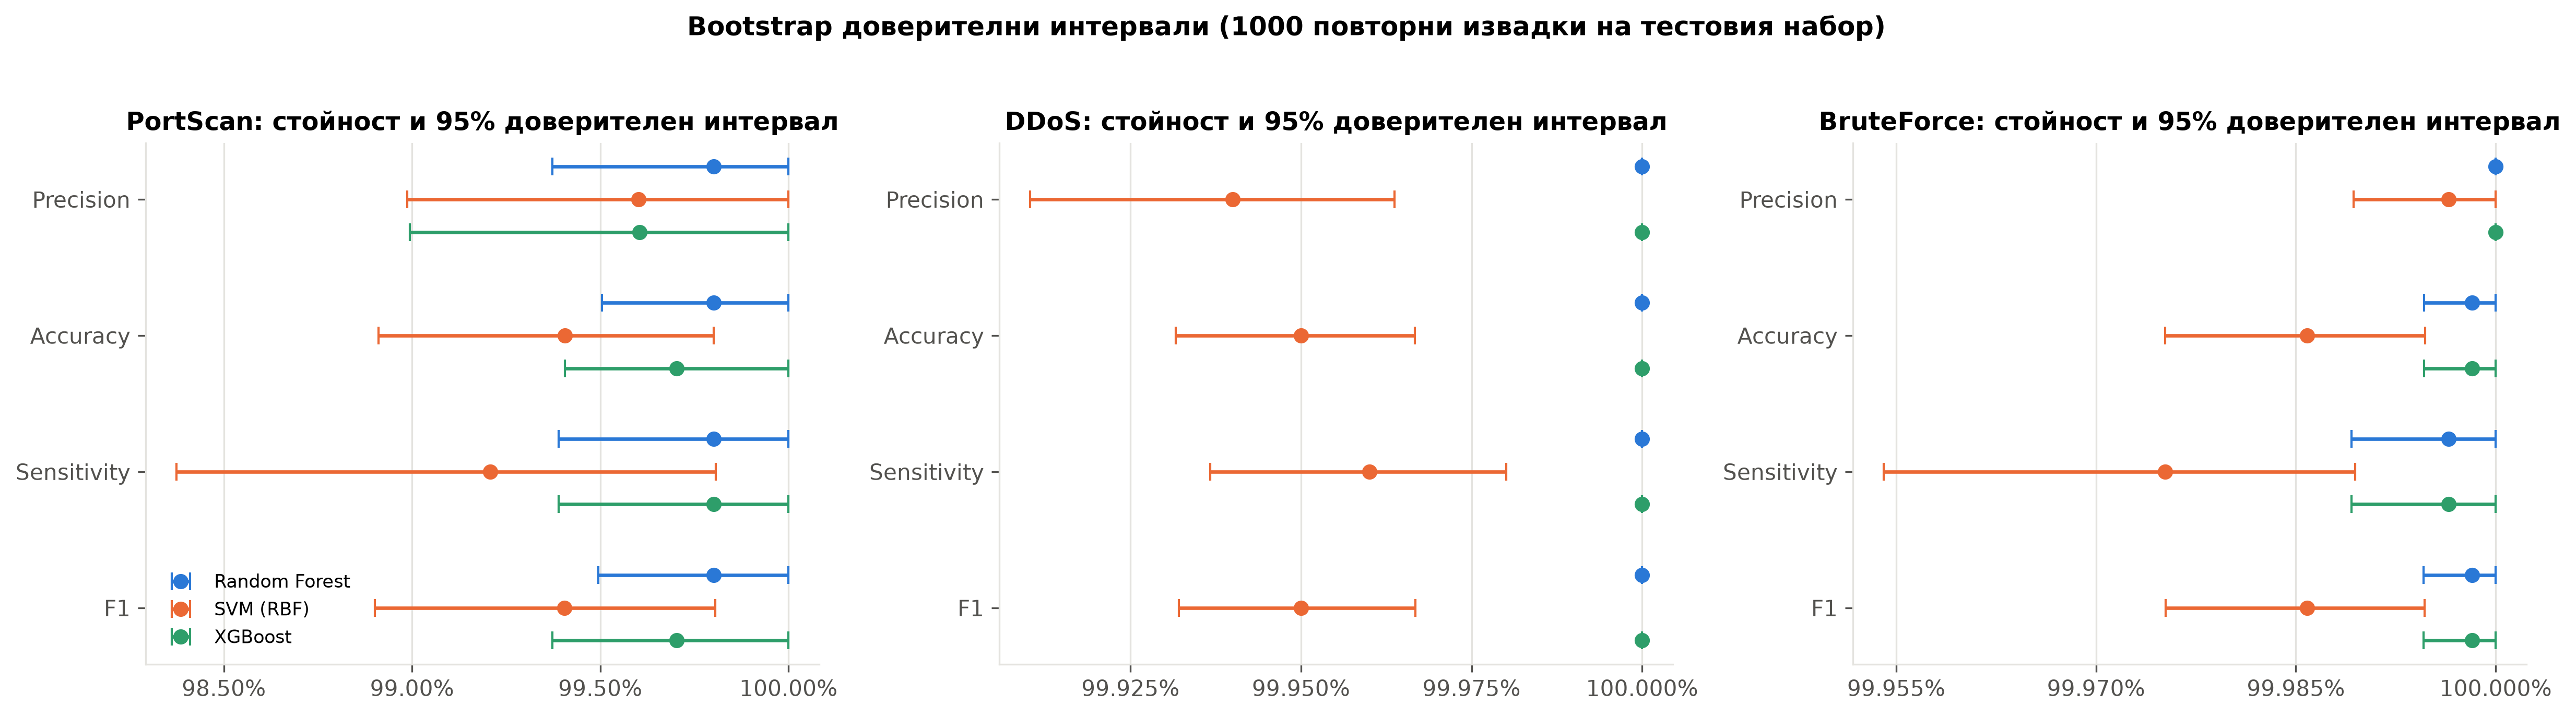 Bootstrap доверителни интервали (1000 повторни извадки на тестовия набор)
PortScan: стойност и 95% доверителен интервал
Precision
Accuracy
Sensitivity
F1
Random Forest
SVM (RBF)
XGBoost
98.50%
99.00%
99.50%
100.00%
DDoS: стойност и 95% доверителен интервал
Precision
Accuracy
Sensitivity
F1
99.925%
99.950%
99.975%
100.000%
BruteForce: стойност и 95% доверителен интервал
Precision
Accuracy
Sensitivity
F1
99.955%
99.970%
99.985%
100.000%